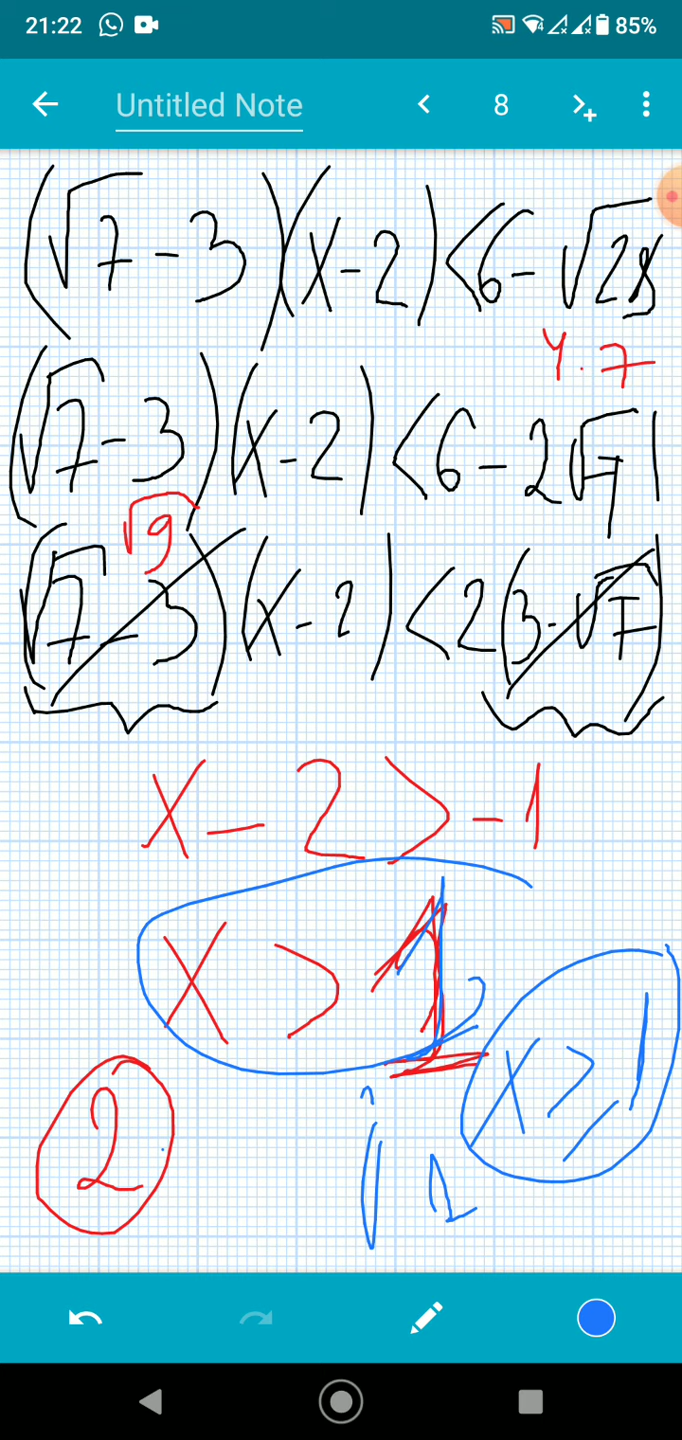 21:22 85%
Untitled Note 8
(√7 - 3)(x - 2) < 6 - √28
4 · 7
(√7 - 3)(x - 2) < 6 - 2√7
√9
(√7 - 3)(x - 2) < 2(3 - √7)
x - 2 > -1
x > 1
x ≥ 1
2